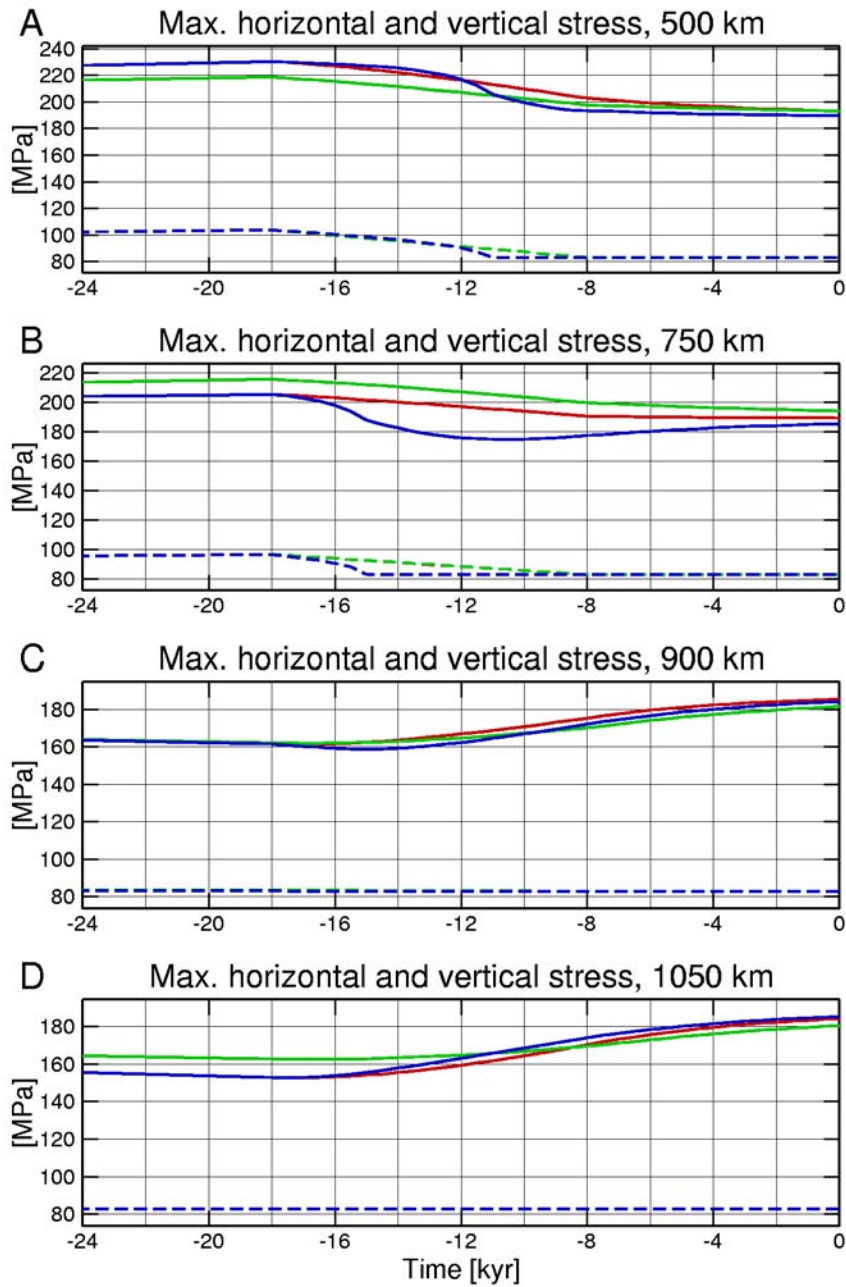 A Max. horizontal and vertical stress, 500 km
240
220
200
180
160
140
120
100
80
[MPa]
-24 -20 -16 -12 -8 -4 0
B Max. horizontal and vertical stress, 750 km
220
200
180
160
140
120
100
80
[MPa]
-24 -20 -16 -12 -8 -4 0
C Max. horizontal and vertical stress, 900 km
180
160
140
120
100
80
[MPa]
-24 -20 -16 -12 -8 -4 0
D Max. horizontal and vertical stress, 1050 km
180
160
140
120
100
80
[MPa]
-24 -20 -16 -12 -8 -4 0
Time [kyr]